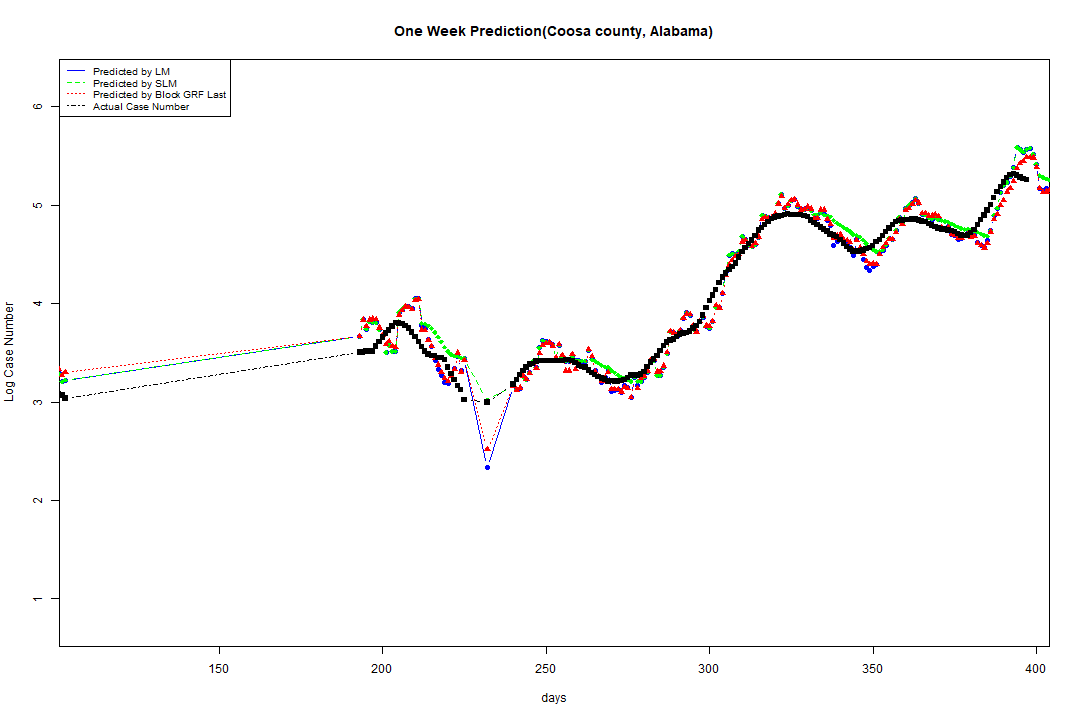 One Week Prediction(Coosa county, Alabama)
Predicted by LM
Predicted by SLM
Predicted by Block GRF Last
Actual Case Number
6
5
4
3
2
1
Log Case Number
150 200 250 300 350 400
days